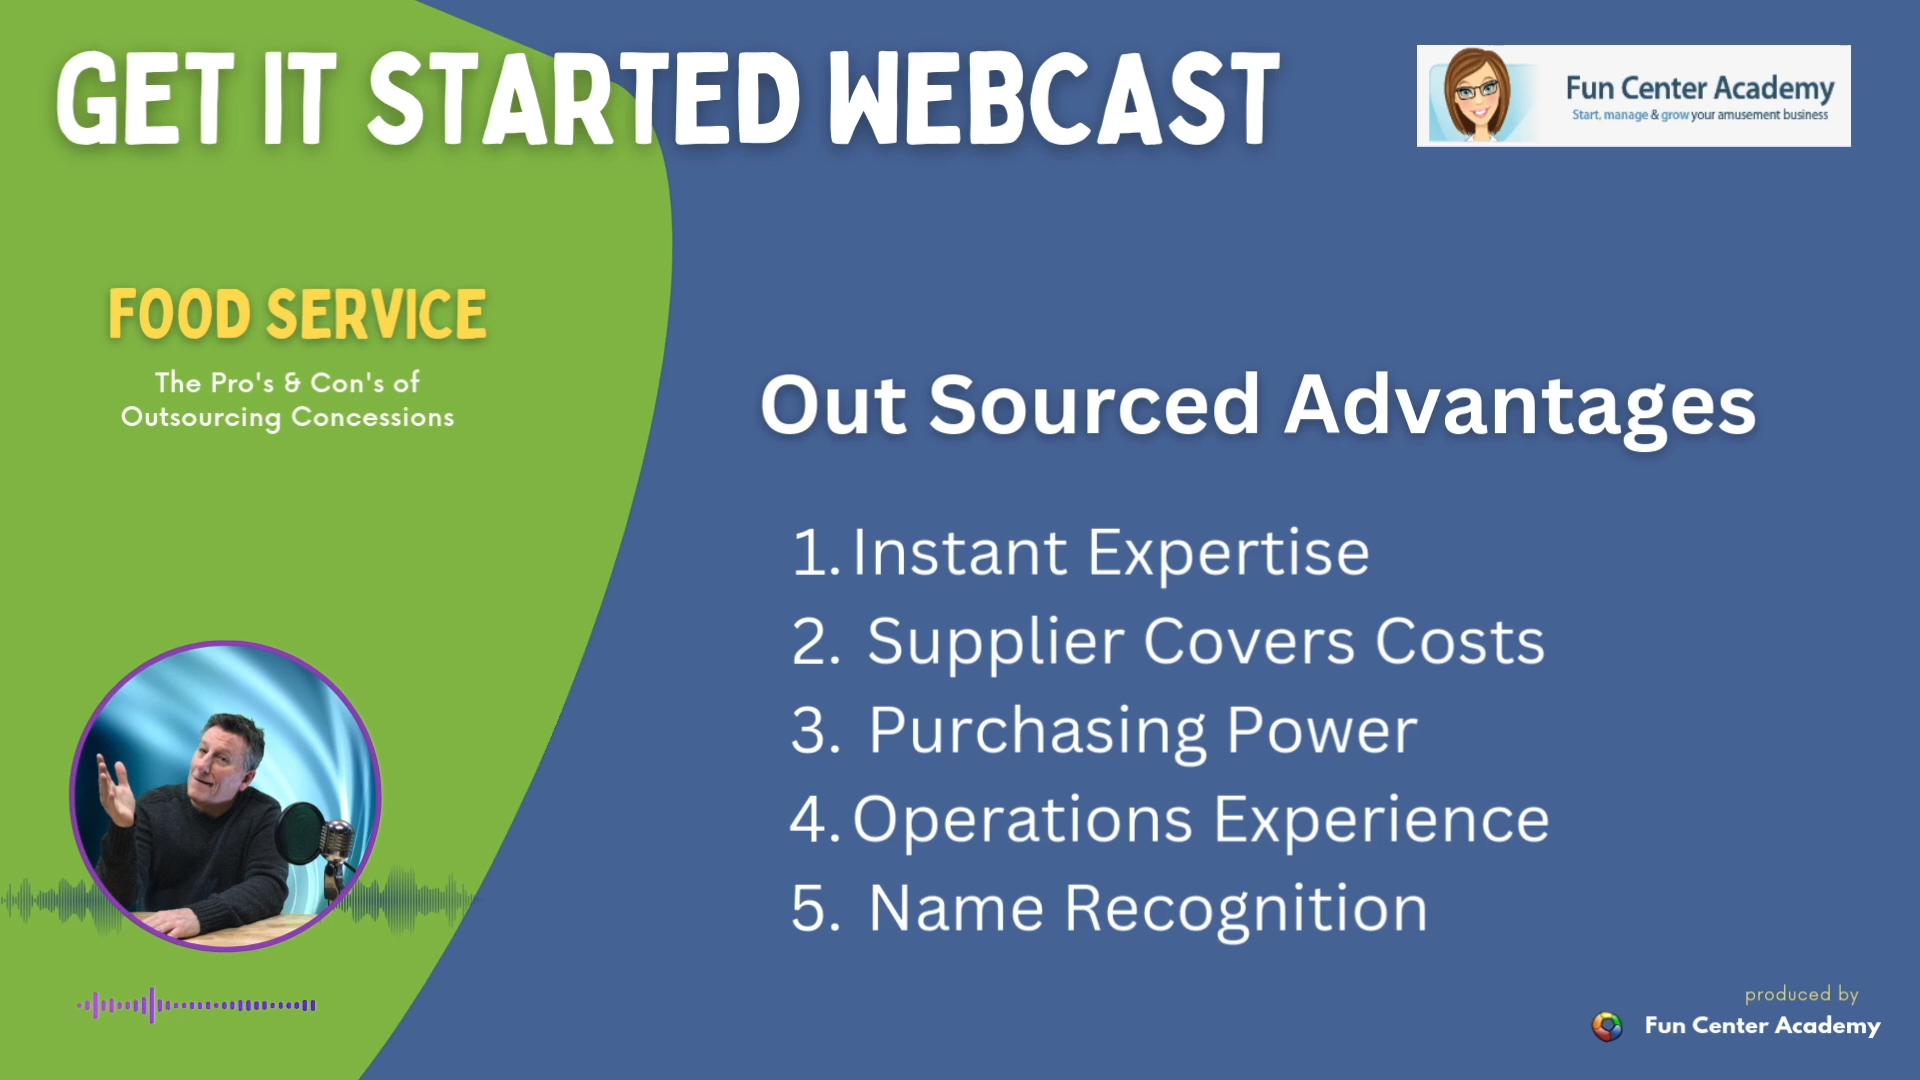 GET IT STARTED WEBCAST
Fun Center Academy
Start, manage & grow your amusement business
FOOD SERVICE
The Pro's & Con's of
Outsourcing Concessions
Out Sourced Advantages
1. Instant Expertise
2. Supplier Covers Costs
3. Purchasing Power
4. Operations Experience
5. Name Recognition
produced by
Fun Center Academy